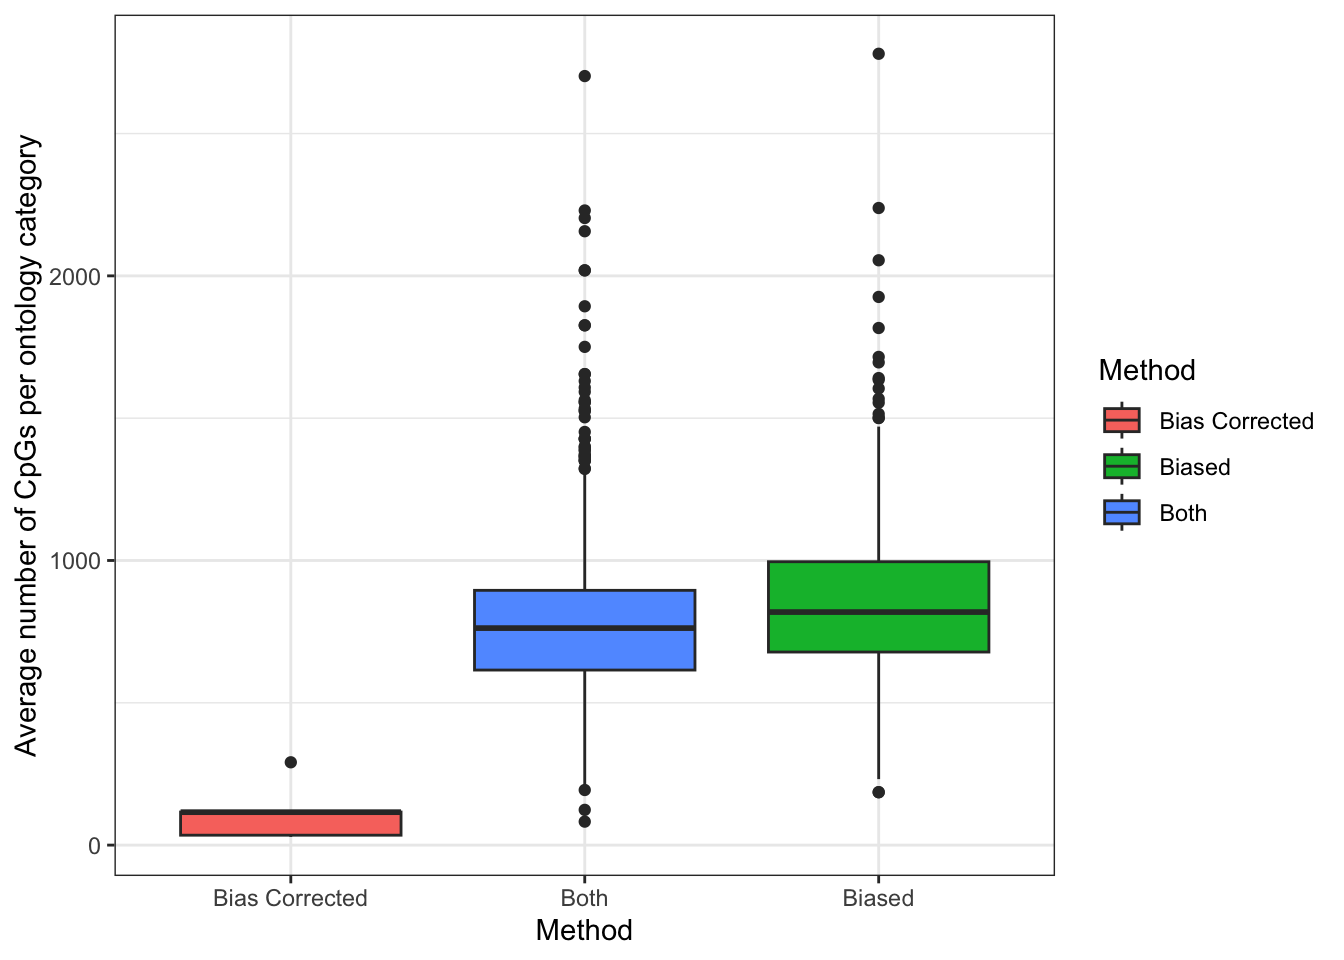 Average number of CpGs per ontology category
2000
1000
0
Bias Corrected
Both
Biased
Method
Method
Bias Corrected
Biased
Both